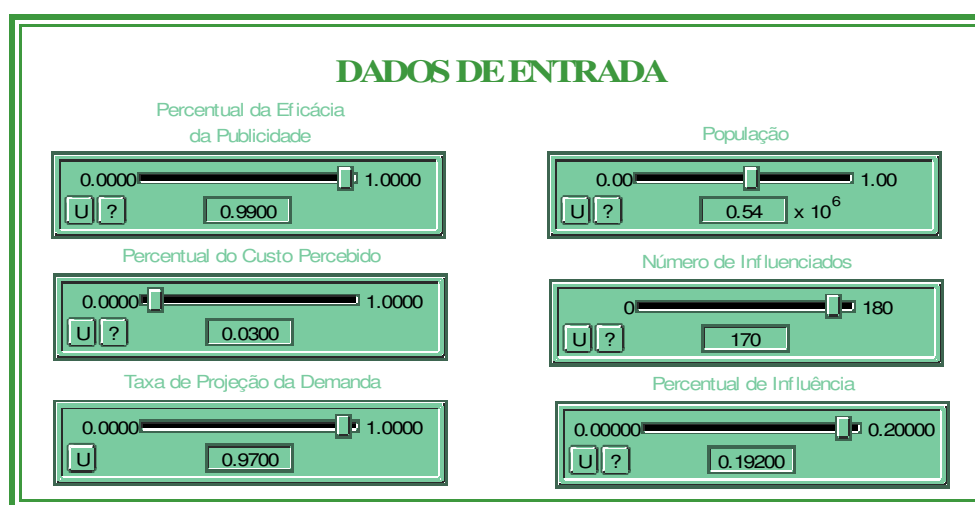 DADOS DE ENTRADA
Percentual da Eficácia
da Publicidade
0.0000 1.0000
U ? 0.9900
Percentual do Custo Percebido
0.0000 1.0000
U ? 0.0300
Taxa de Projeção da Demanda
0.0000 1.0000
U 0.9700
População
0.00 1.00
U ? 0.54 x 10⁶
Número de Influenciados
0 180
U ? 170
Percentual de Influência
0.00000 0.20000
U ? 0.19200